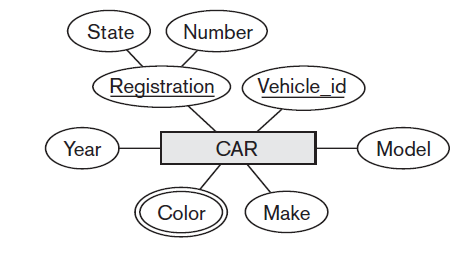 State
Number
Registration
Vehicle_id
Year
CAR
Model
Color
Make